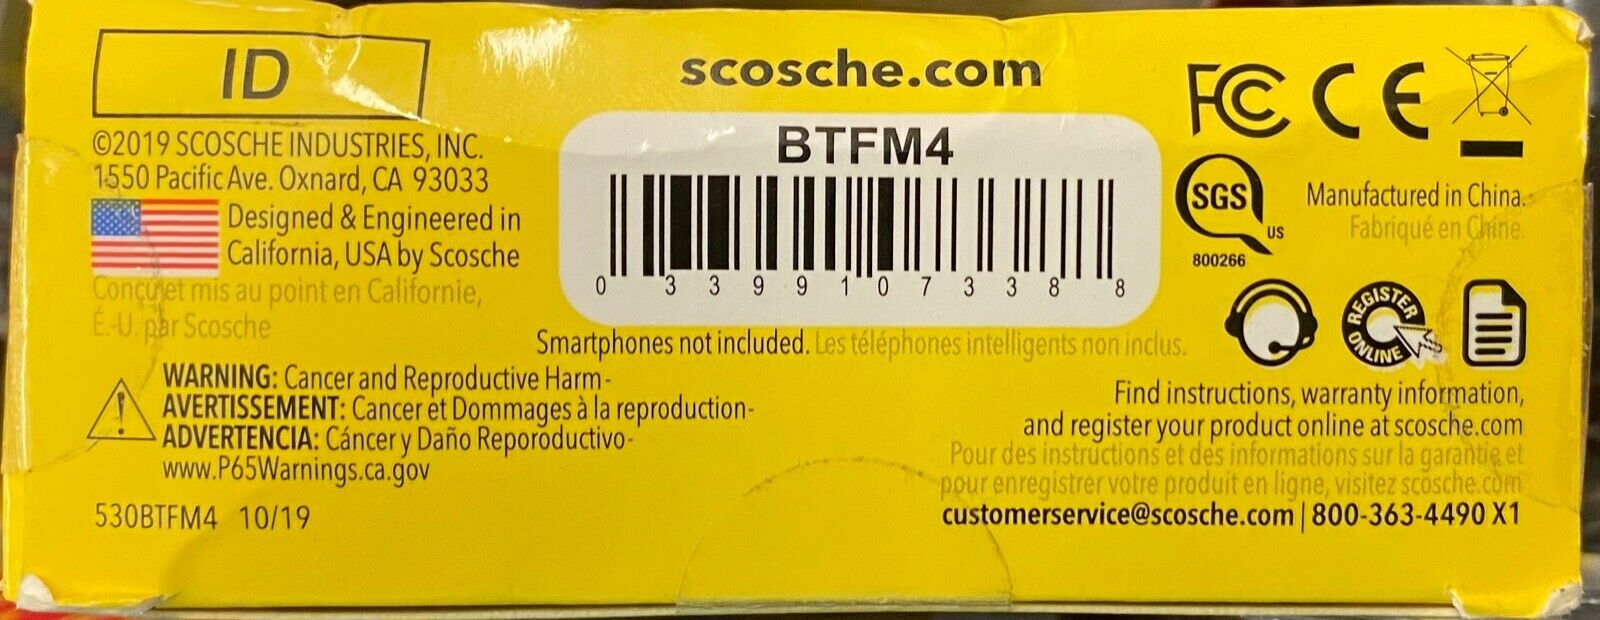 ID
©2019 SCOSCHE INDUSTRIES, INC.
1550 Pacific Ave. Oxnard, CA 93033
Designed & Engineered in
California, USA by Scosche
Conçu et mis au point en Californie,
É.-U. par Scosche
WARNING: Cancer and Reproductive Harm-
AVERTISSEMENT: Cancer et Dommages à la reproduction-
ADVERTENCIA: Cáncer y Daño Reporoductivo-
www.P65Warnings.ca.gov
530BTFM4 10/19
scosche.com
BTFM4
0 33991 07338 8
Smartphones not included. Les téléphones intelligents non inclus.
FC CE
SGS
US
800266
Manufactured in China.
Fabriqué en Chine.
REGISTER
ONLINE
Find instructions, warranty information,
and register your product online at scosche.com
Pour des instructions et des informations sur la garantie et
pour enregistrer votre produit en ligne, visitez scosche.com
customerservice@scosche.com | 800-363-4490 X1